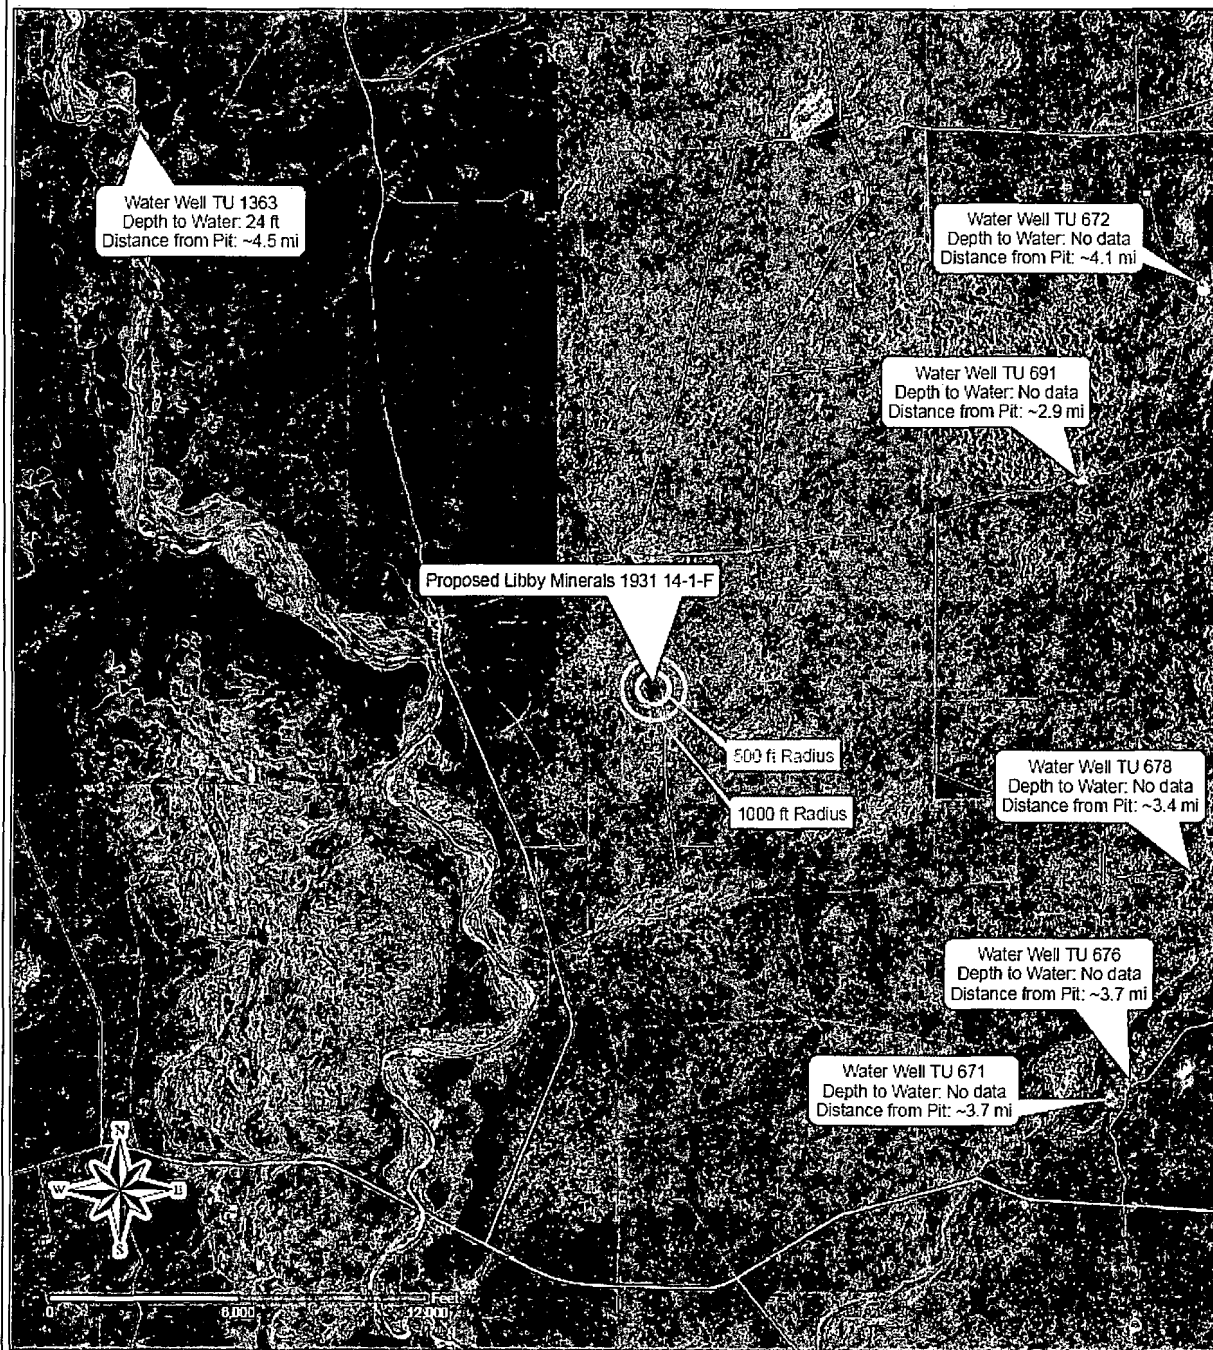 Water Well TU 1363
Depth to Water: 24 ft
Distance from Pit: ~4.5 mi
Water Well TU 672
Depth to Water: No data
Distance from Pit: ~4.1 mi
Water Well TU 691
Depth to Water: No data
Distance from Pit: ~2.9 mi
Proposed Libby Minerals 1931 14-1-F
500 ft Radius
1000 ft Radius
Water Well TU 678
Depth to Water: No data
Distance from Pit: ~3.4 mi
Water Well TU 676
Depth to Water: No data
Distance from Pit: ~3.7 mi
Water Well TU 671
Depth to Water: No data
Distance from Pit: ~3.7 mi
N
W E
S
Feet
0 6,000 12,000